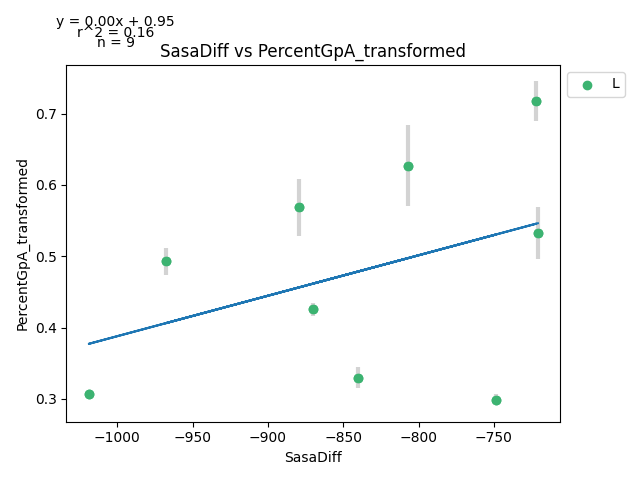 y = 0.00x + 0.95
r^2 = 0.16
n = 9
SasaDiff vs PercentGpA_transformed
L
PercentGpA_transformed
0.7
0.6
0.5
0.4
0.3
−1000
−950
−900
−850
−800
−750
SasaDiff